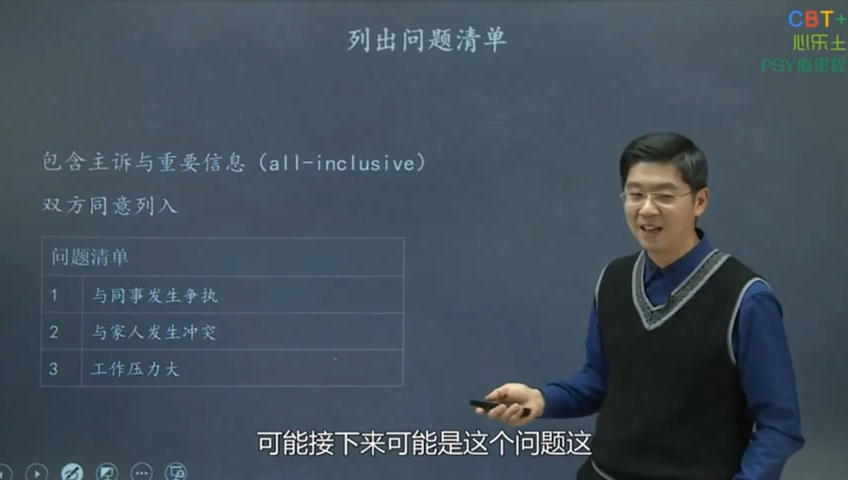 列出问题清单
CBT+
心乐土
PSY心里程
包含主诉与重要信息（all-inclusive）
双方同意列入
问题清单
1 与同事发生争执
2 与家人发生冲突
3 工作压力大
可能接下来可能是这个问题这